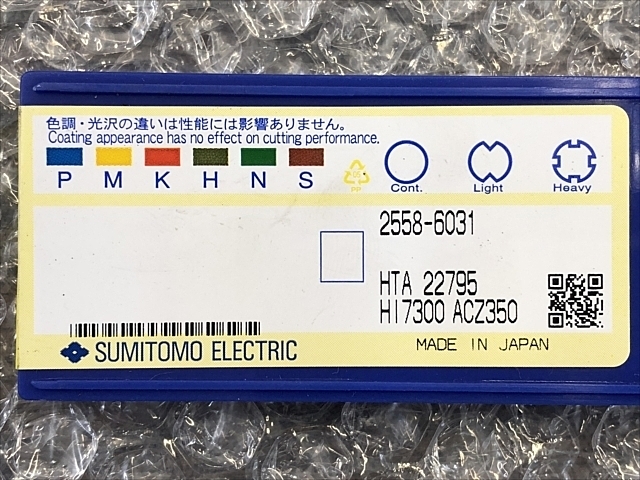 色調・光沢の違いは性能には影響ありません。
Coating appearance has no effect on cutting performance.
P M K H N S
PP
Cont. Light Heavy
2558-6031
HTA 22795
HI7300 ACZ350
SUMITOMO ELECTRIC
MADE IN JAPAN